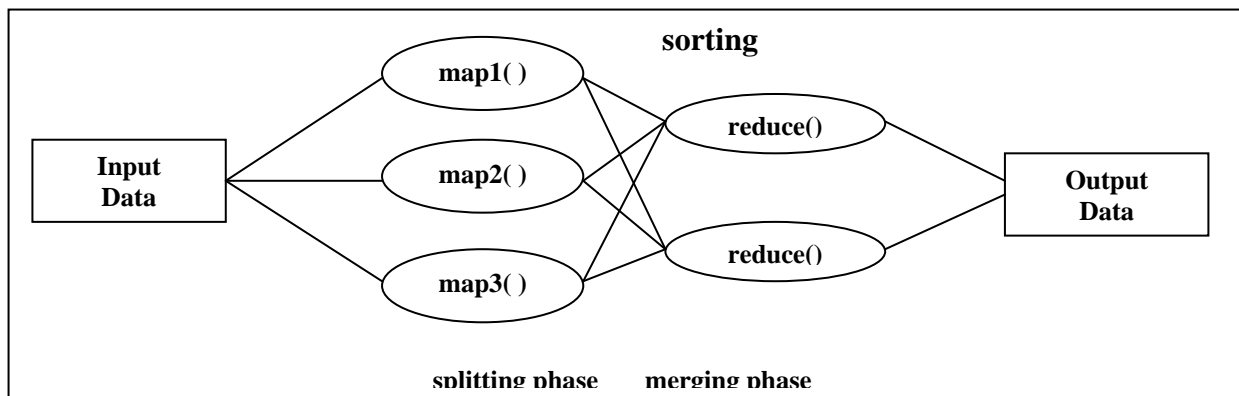 sorting
map1( )
reduce()
Input
Data
map2( )
Output
Data
reduce()
map3( )
splitting phase merging phase